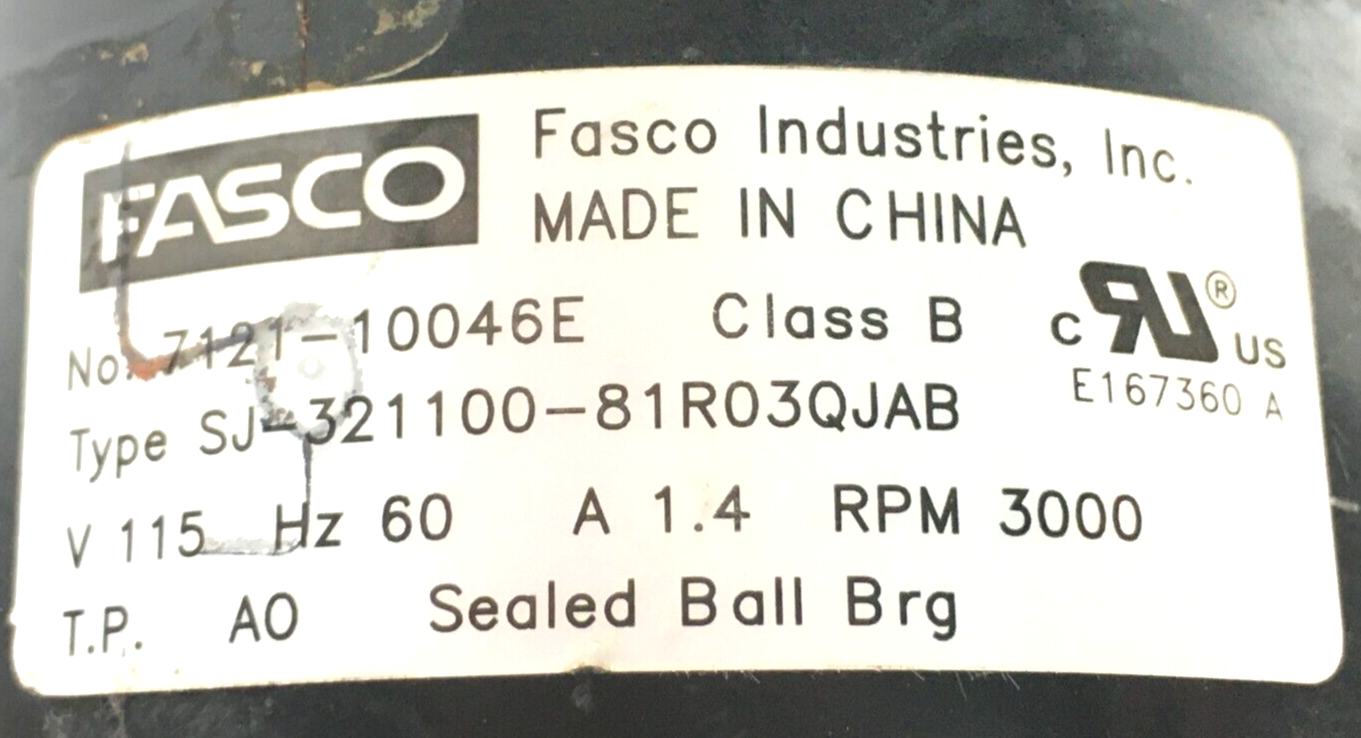 FASCO
Fasco Industries, Inc.
MADE IN CHINA
No. 7121-10046E Class B
c RU ® US
E167360 A
Type SJ-321100-81R03QJAB
V 115 Hz 60 A 1.4 RPM 3000
T.P. AO Sealed Ball Brg